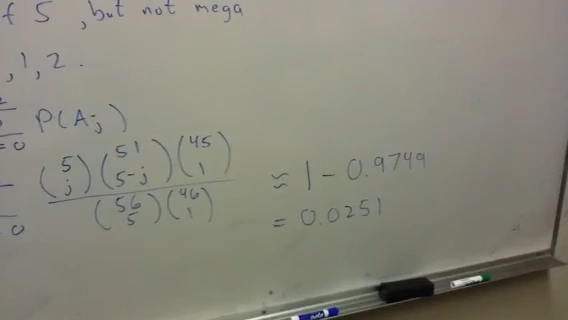 f 5 , but not mega
, 1, 2 .
P(Aj)
=0
(5 j) (51 5-j) (45 1)
(56 5) (46 1)
≈ 1 - 0.9749
= 0.0251